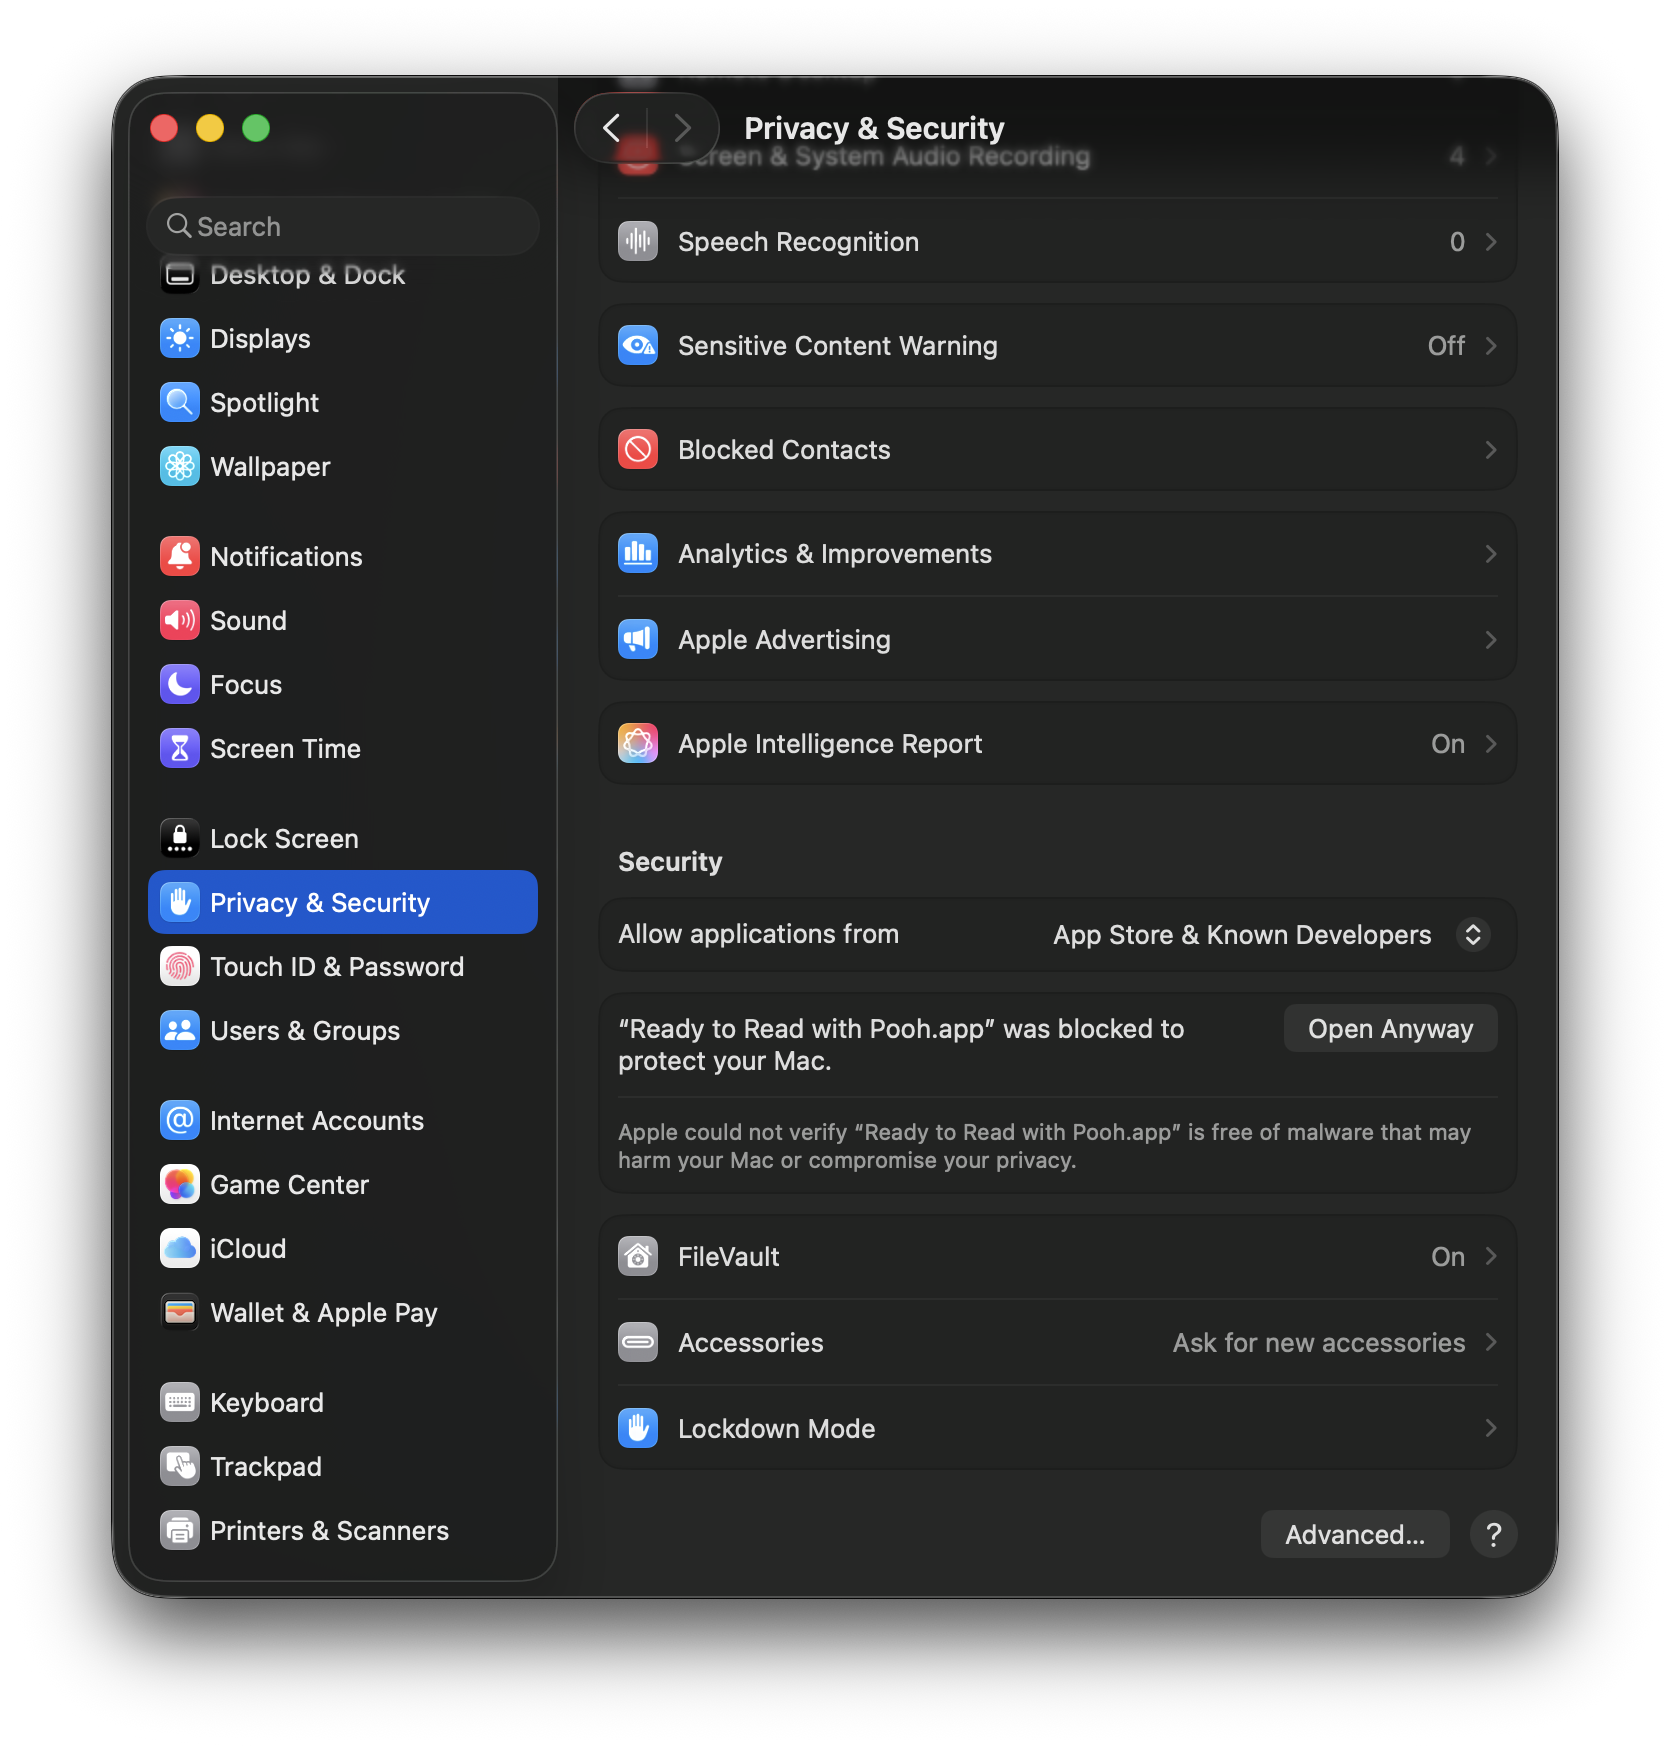 Search
Desktop & Dock
Displays
Spotlight
Wallpaper
Notifications
Sound
Focus
Screen Time
Lock Screen
Privacy & Security
Touch ID & Password
Users & Groups
Internet Accounts
Game Center
iCloud
Wallet & Apple Pay
Keyboard
Trackpad
Printers & Scanners
Privacy & Security
Screen & System Audio Recording 4
Speech Recognition 0
Sensitive Content Warning Off
Blocked Contacts
Analytics & Improvements
Apple Advertising
Apple Intelligence Report On
Security
Allow applications from App Store & Known Developers
“Ready to Read with Pooh.app” was blocked to Open Anyway
protect your Mac.
Apple could not verify “Ready to Read with Pooh.app” is free of malware that may
harm your Mac or compromise your privacy.
FileVault On
Accessories Ask for new accessories
Lockdown Mode
Advanced...
?